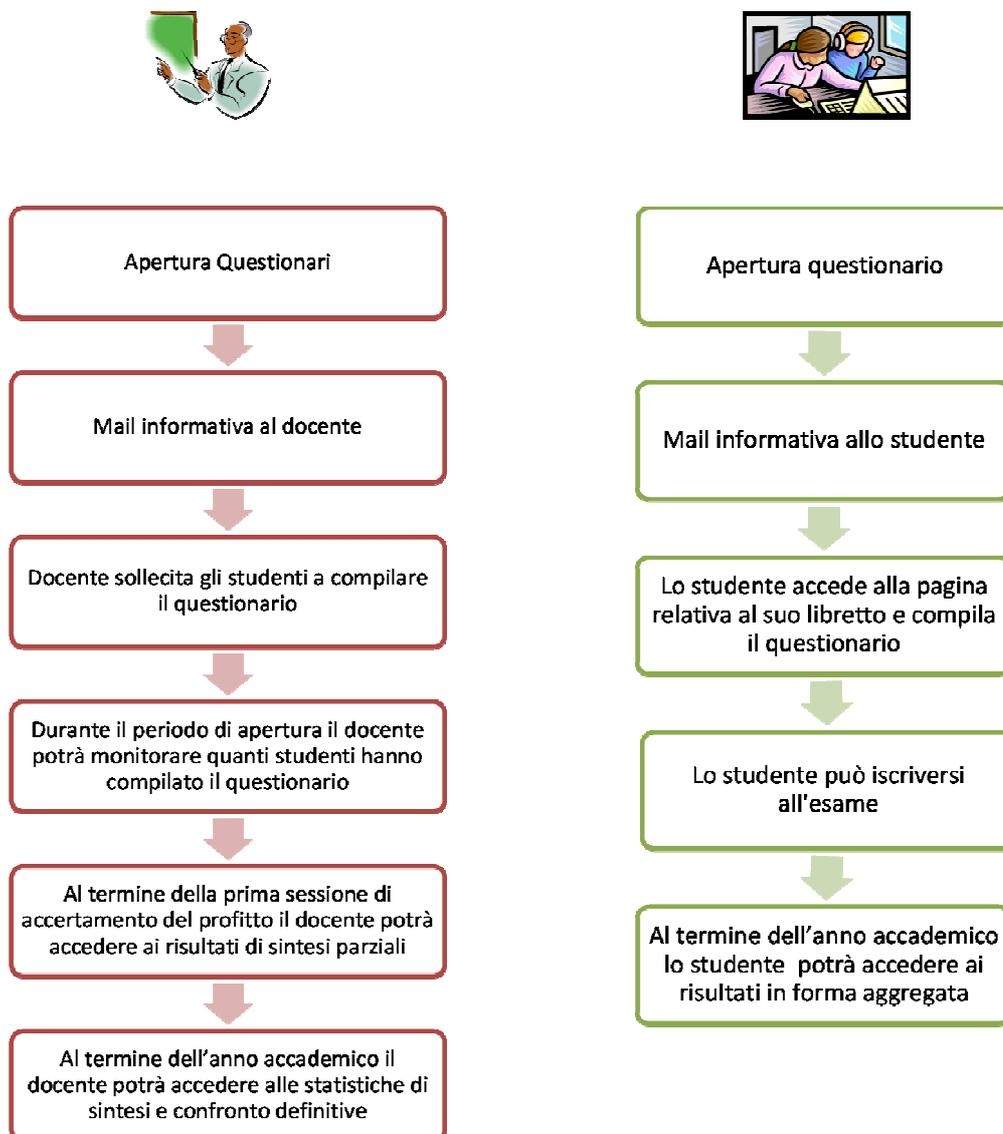 Apertura Questionari
Mail informativa al docente
Docente sollecita gli studenti a compilare
il questionario
Durante il periodo di apertura il docente
potrà monitorare quanti studenti hanno
compilato il questionario
Al termine della prima sessione di
accertamento del profitto il docente potrà
accedere ai risultati di sintesi parziali
Al termine dell'anno accademico il
docente potrà accedere alle statistiche di
sintesi e confronto definitive
Apertura questionario
Mail informativa allo studente
Lo studente accede alla pagina
relativa al suo libretto e compila
il questionario
Lo studente può iscriversi
all'esame
Al termine dell'anno accademico
lo studente potrà accedere ai
risultati in forma aggregata